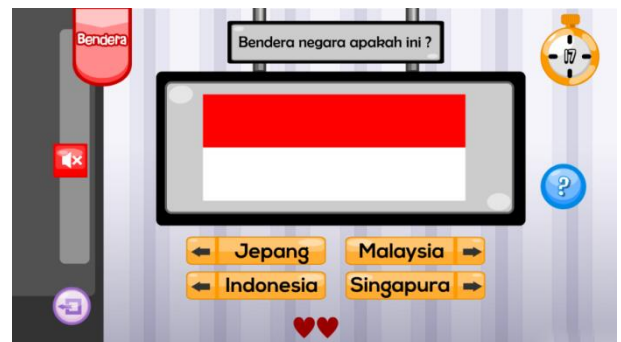 Bendera
Bendera negara apakah ini ?
17
?
Jepang
Malaysia
Indonesia
Singapura